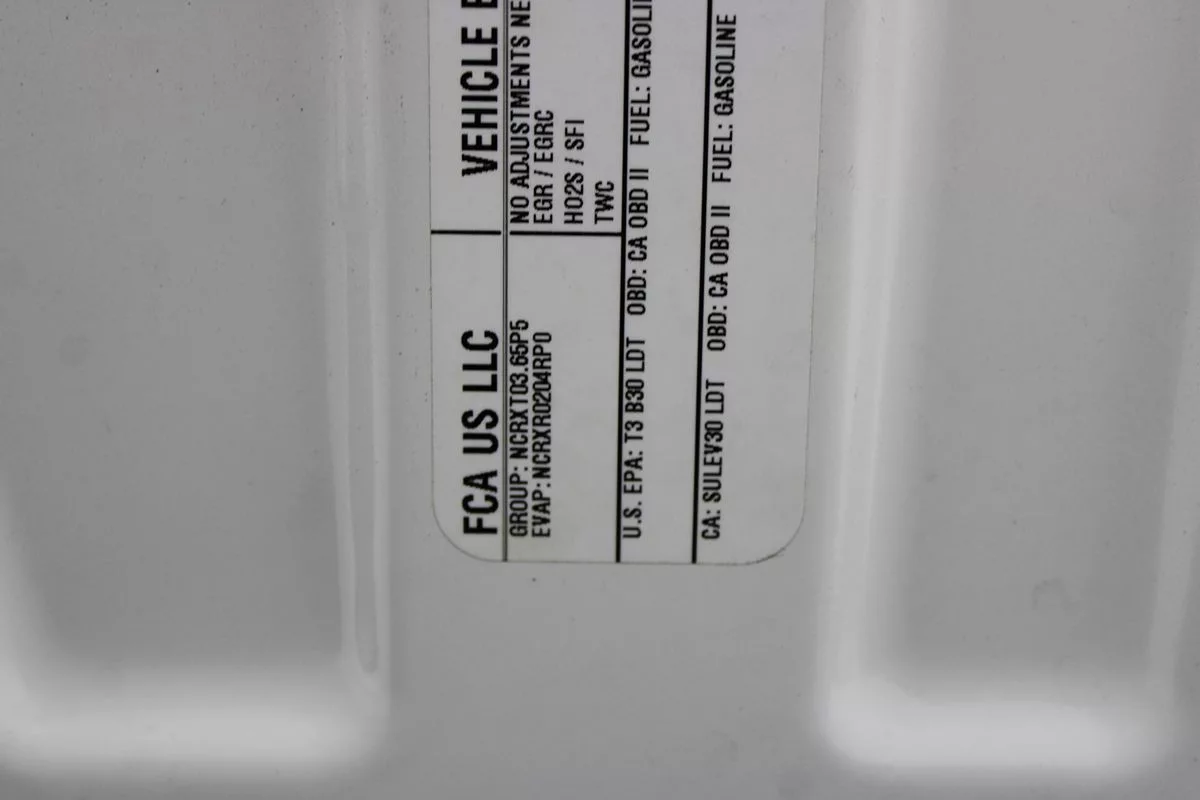 FCA US LLC VEHICLE
GROUP: NCRXT03.65P5
EVAP: NCRXR0204RP0
NO ADJUSTMENTS NE
EGR / EGRC
HO2S / SFI
TWC
U.S. EPA: T3 B30 LDT OBD: CA OBD II FUEL: GASOLI
CA: SULEV30 LDT OBD: CA OBD II FUEL: GASOLINE